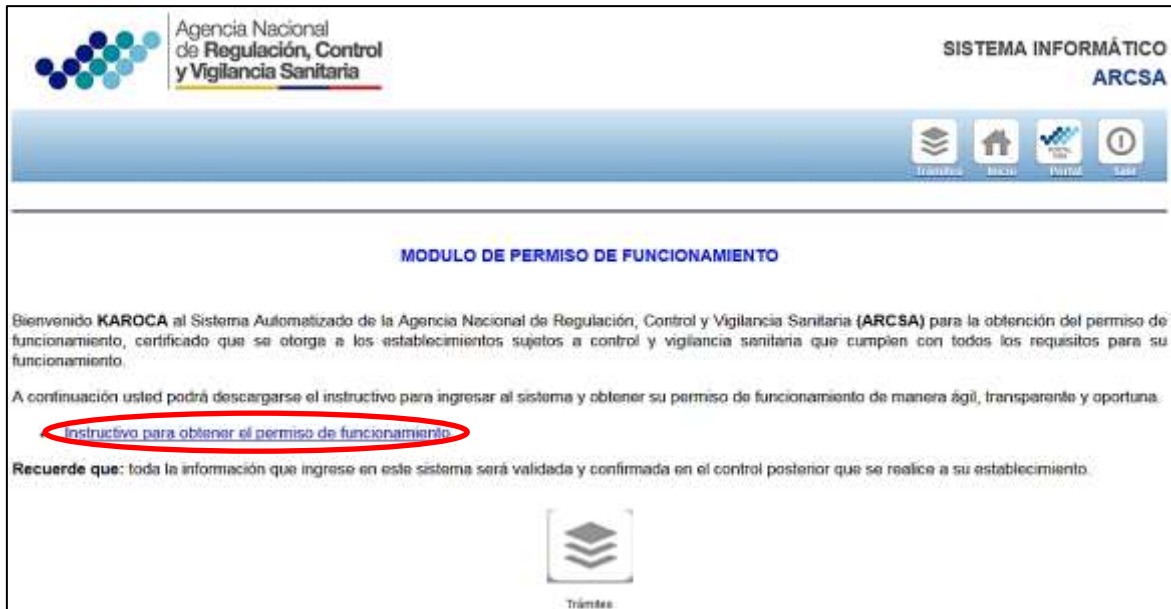 Agencia Nacional
de Regulación, Control
y Vigilancia Sanitaria
SISTEMA INFORMÁTICO
ARCSA
Trámites Inicio Portal Salir
MODULO DE PERMISO DE FUNCIONAMIENTO
Bienvenido KAROCA al Sistema Automatizado de la Agencia Nacional de Regulación, Control y Vigilancia Sanitaria (ARCSA) para la obtención del permiso de
funcionamiento, certificado que se otorga a los establecimientos sujetos a control y vigilancia sanitaria que cumplen con todos los requisitos para su
funcionamiento.
A continuación usted podrá descargarse el instructivo para ingresar al sistema y obtener su permiso de funcionamiento de manera ágil, transparente y oportuna.
Instructivo para obtener el permiso de funcionamiento
Recuerde que: toda la información que ingrese en este sistema será validada y confirmada en el control posterior que se realice a su establecimiento.
Trámites